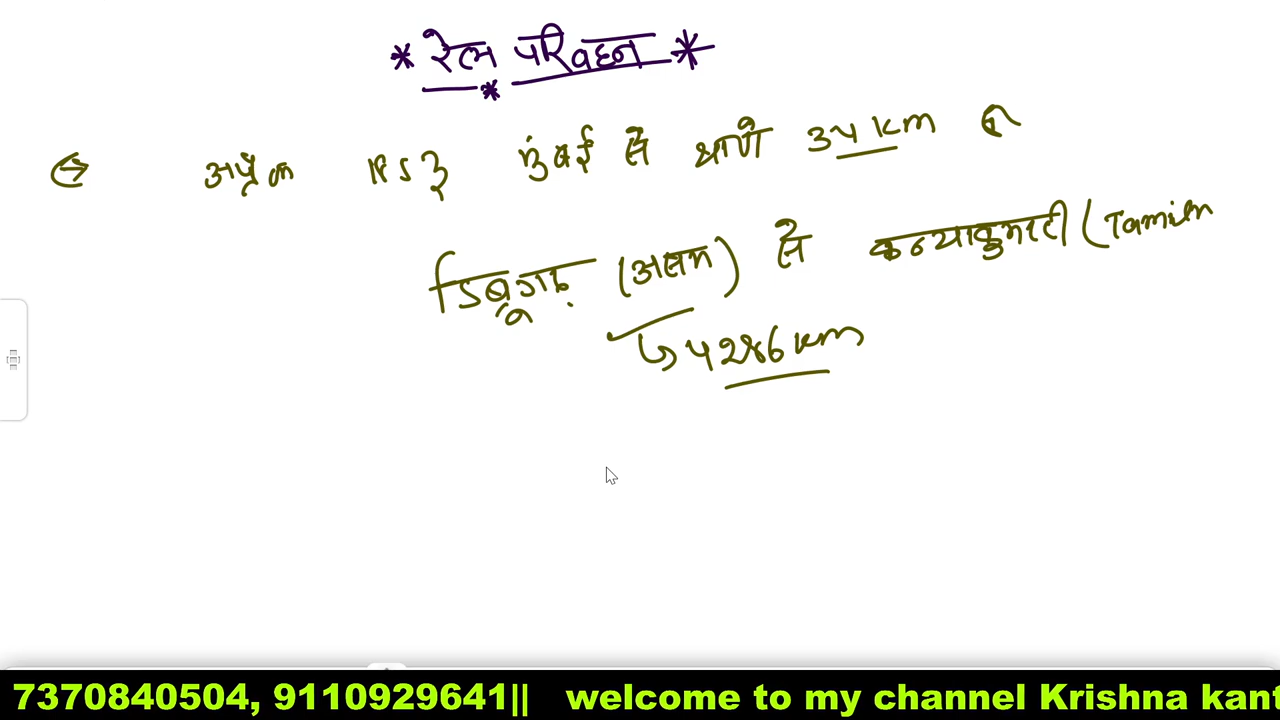 * रेल परिवहन *
*
⇒ अप्रैल 1853 मुंबई से थाणे 34 km
डिब्रूगढ़ (असम) से कन्याकुमारी (Tamiln
↳ 4286 km
7370840504, 9110929641|| welcome to my channel Krishna kant